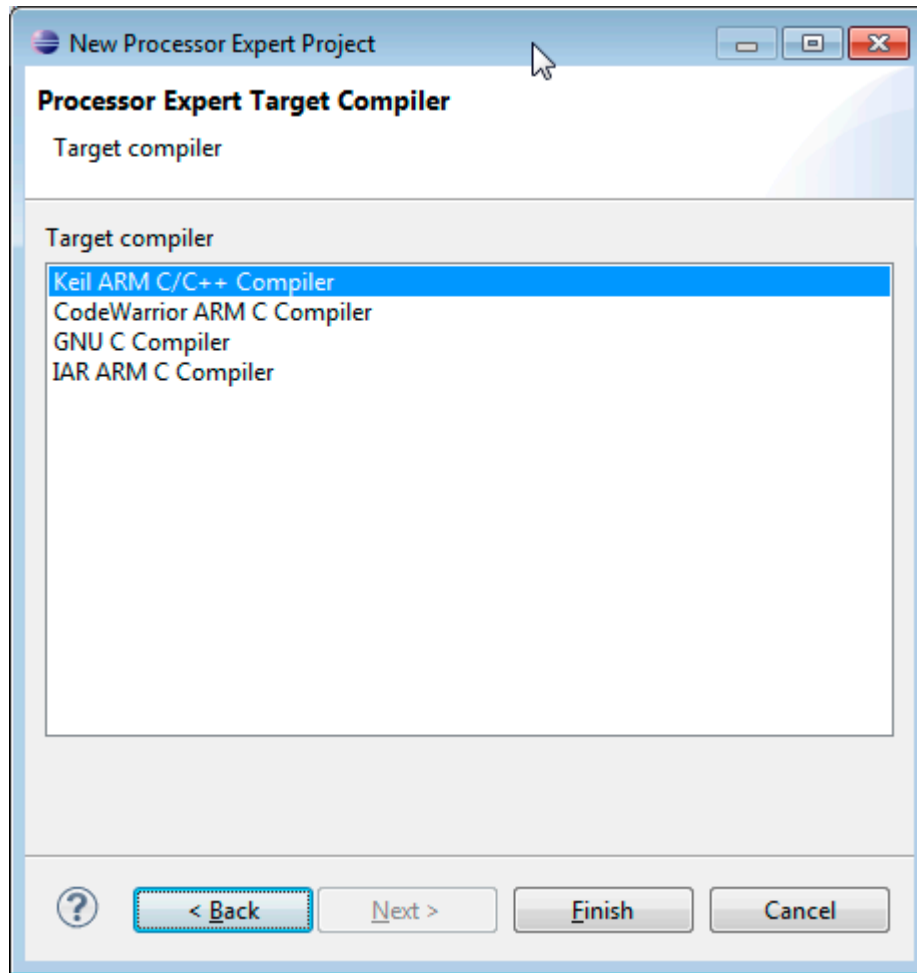 New Processor Expert Project
Processor Expert Target Compiler
Target compiler
Target compiler
Keil ARM C/C++ Compiler
CodeWarrior ARM C Compiler
GNU C Compiler
IAR ARM C Compiler
? < Back Next > Finish Cancel